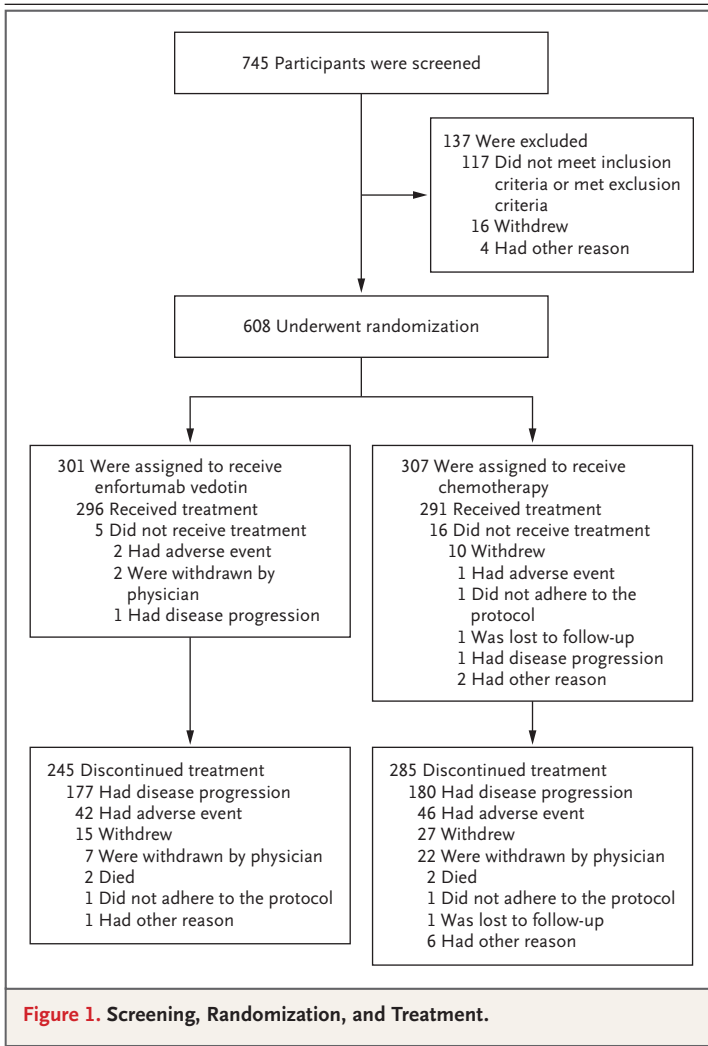 745 Participants were screened
137 Were excluded
117 Did not meet inclusion
criteria or met exclusion
criteria
16 Withdrew
4 Had other reason
608 Underwent randomization
301 Were assigned to receive
enfortumab vedotin
296 Received treatment
5 Did not receive treatment
2 Had adverse event
2 Were withdrawn by
physician
1 Had disease progression
307 Were assigned to receive
chemotherapy
291 Received treatment
16 Did not receive treatment
10 Withdrew
1 Had adverse event
1 Did not adhere to the
protocol
1 Was lost to follow-up
1 Had disease progression
2 Had other reason
245 Discontinued treatment
177 Had disease progression
42 Had adverse event
15 Withdrew
7 Were withdrawn by physician
2 Died
1 Did not adhere to the protocol
1 Had other reason
285 Discontinued treatment
180 Had disease progression
46 Had adverse event
27 Withdrew
22 Were withdrawn by physician
2 Died
1 Did not adhere to the protocol
1 Was lost to follow-up
6 Had other reason
Figure 1. Screening, Randomization, and Treatment.